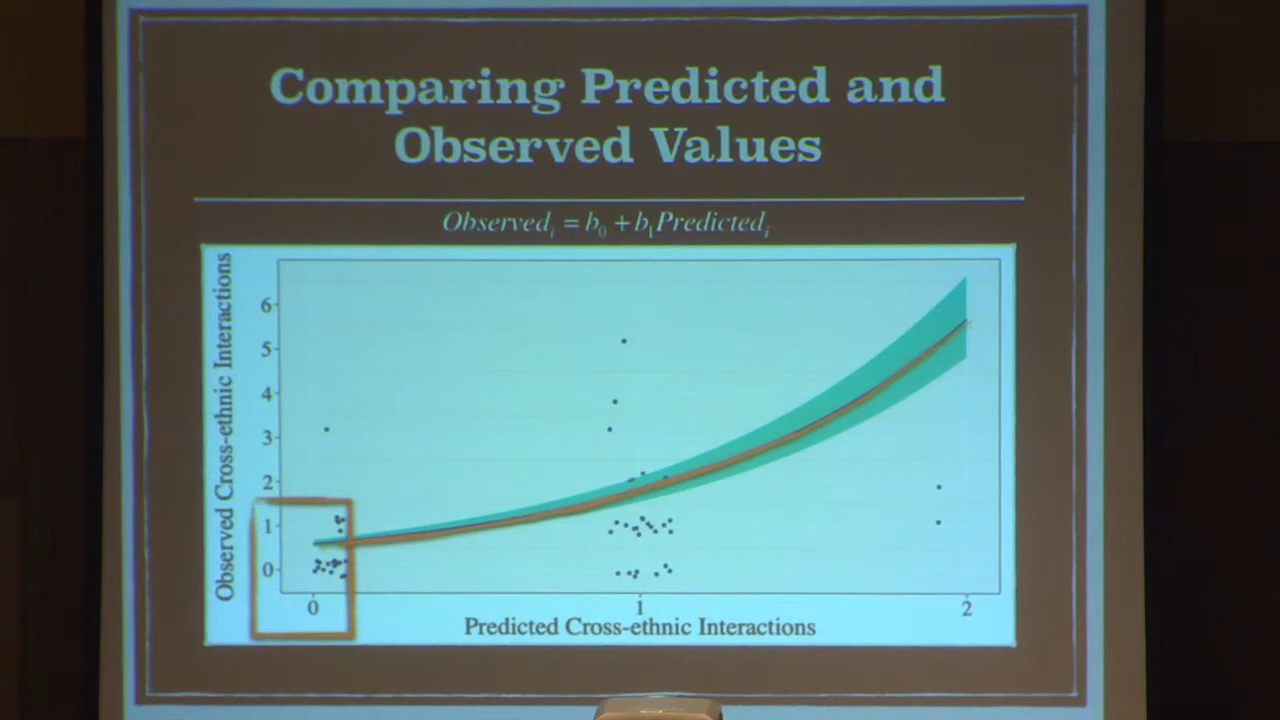 Comparing Predicted and
Observed Values
Observedᵢ = b₀ + b₁Predictedᵢ
Observed Cross-ethnic Interactions
6
5
4
3
2
1
0
0 1 2
Predicted Cross-ethnic Interactions